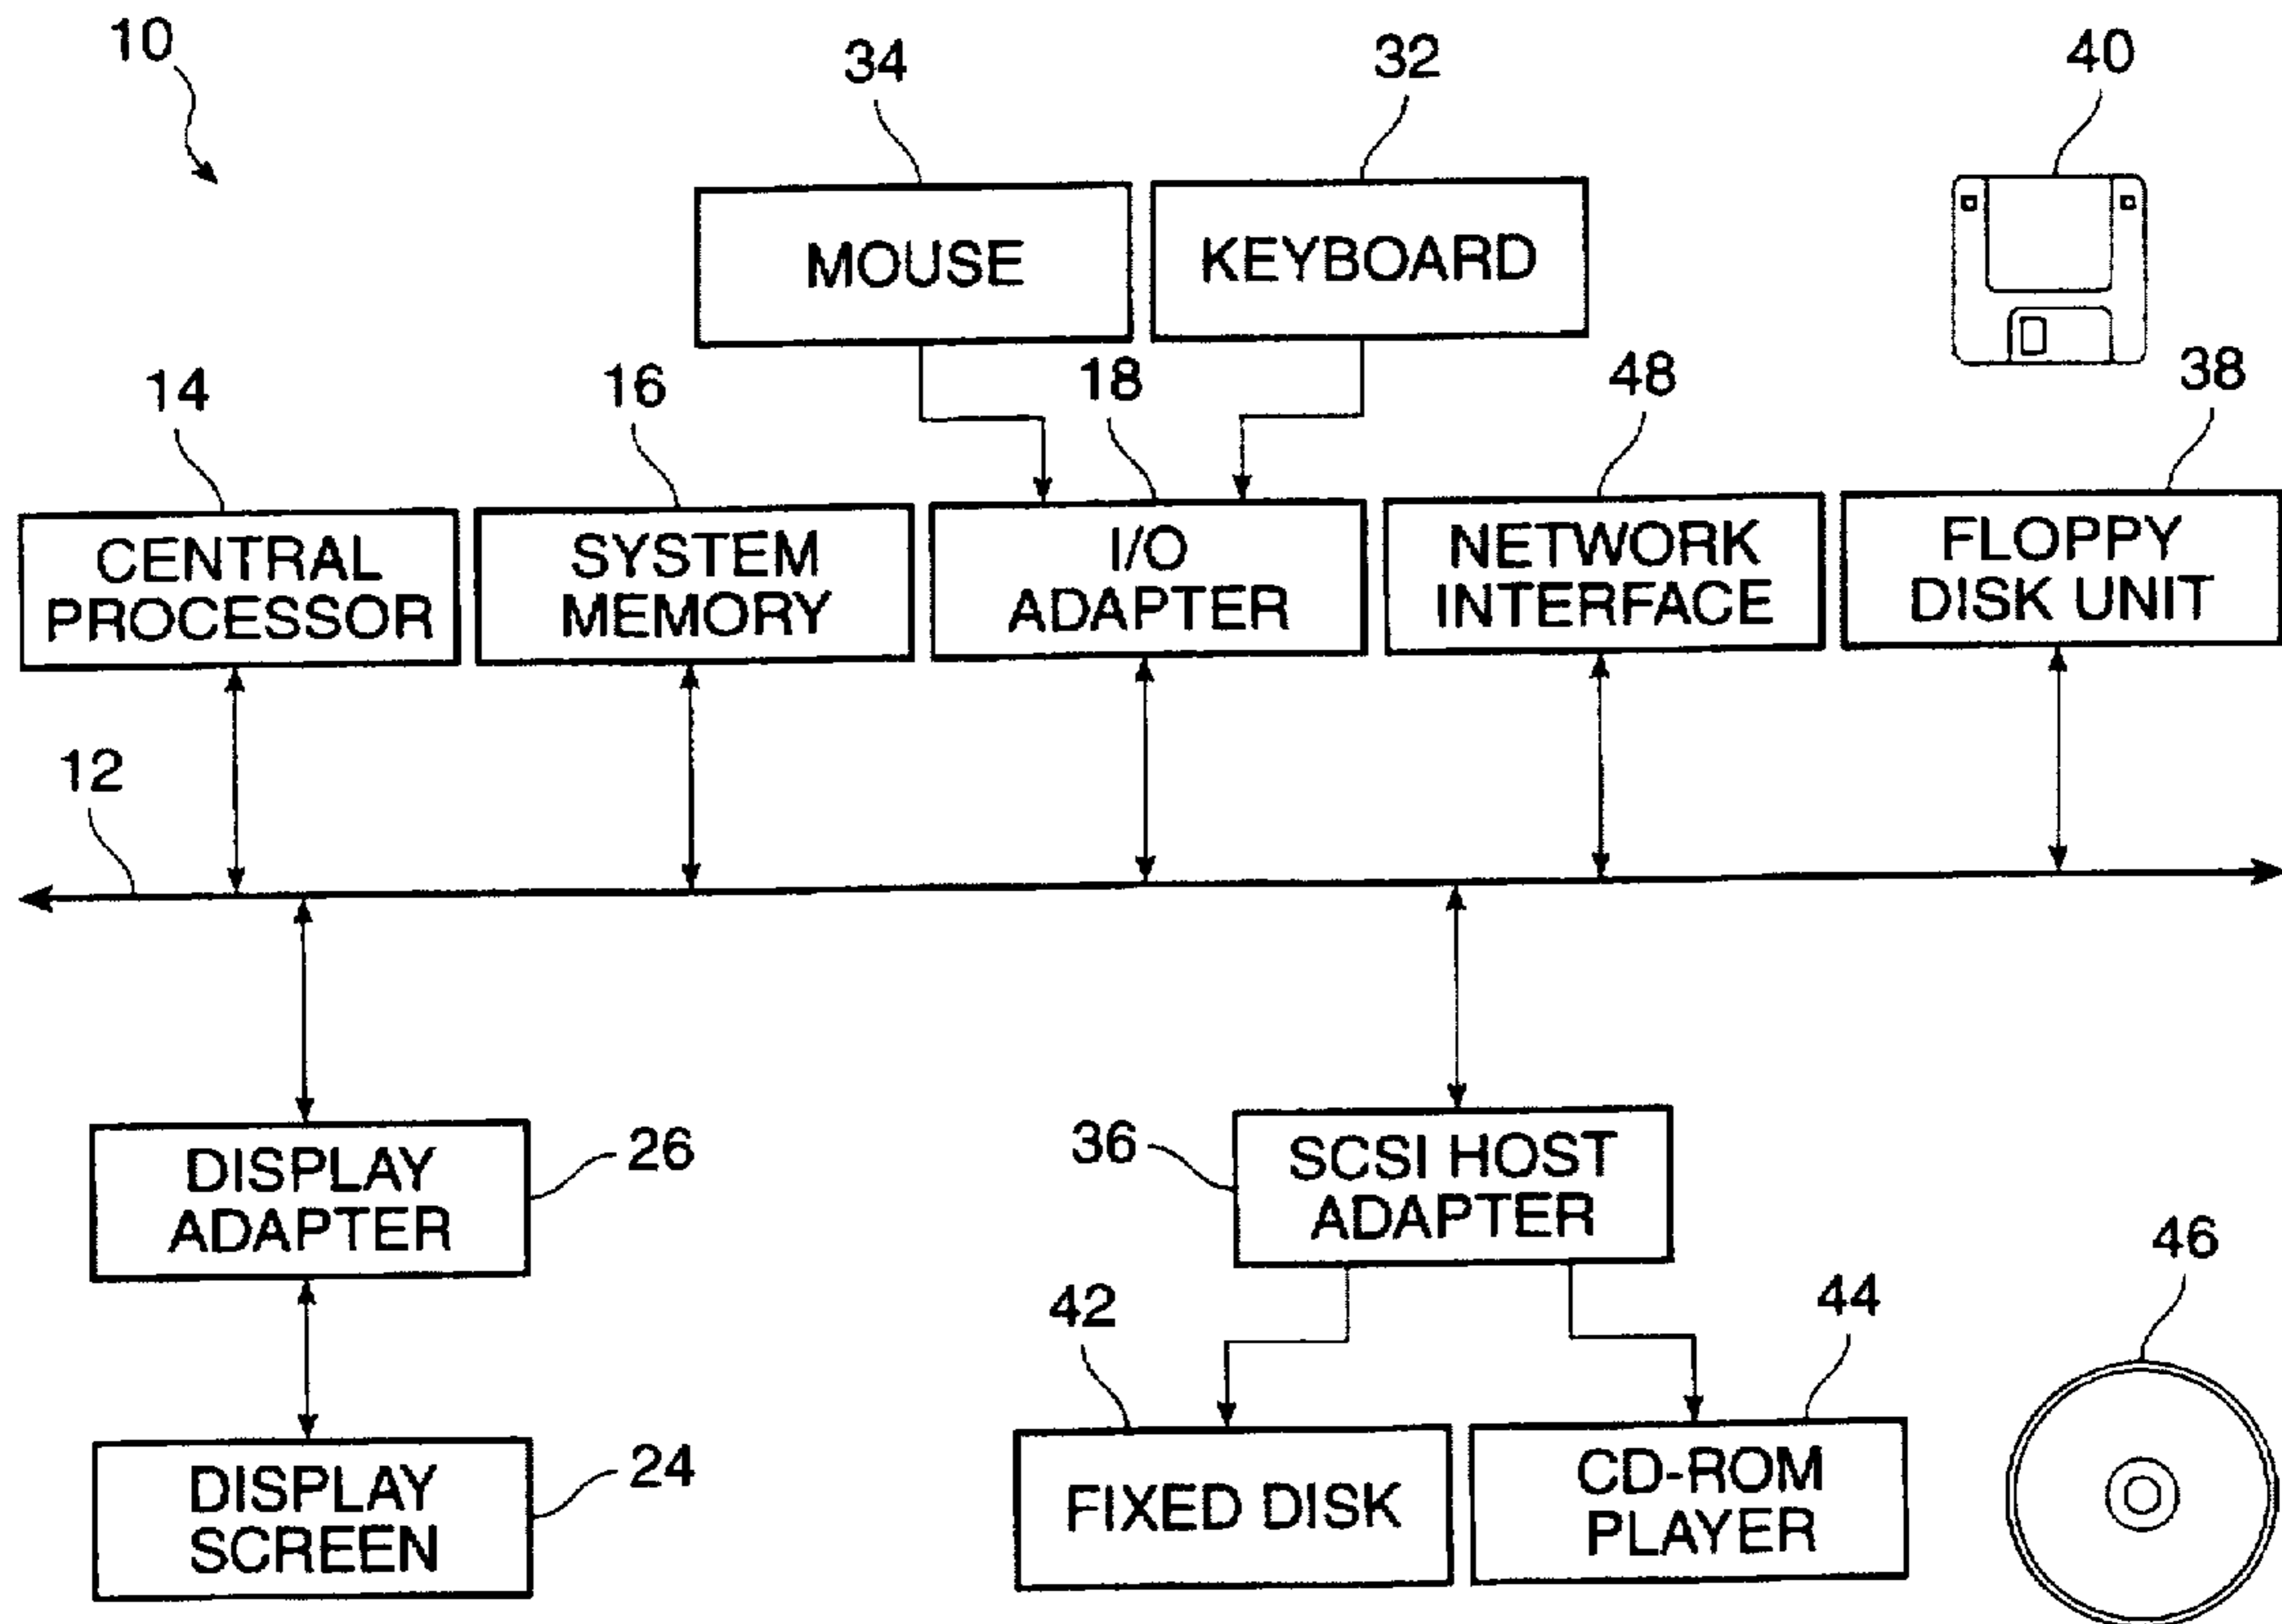 10
34
32
40
MOUSE
KEYBOARD
14
16
18
48
38
CENTRAL
PROCESSOR
SYSTEM
MEMORY
I/O
ADAPTER
NETWORK
INTERFACE
FLOPPY
DISK UNIT
12
DISPLAY
ADAPTER
26
36
SCSI HOST
ADAPTER
46
42
44
DISPLAY
SCREEN
24
FIXED DISK
CD-ROM
PLAYER